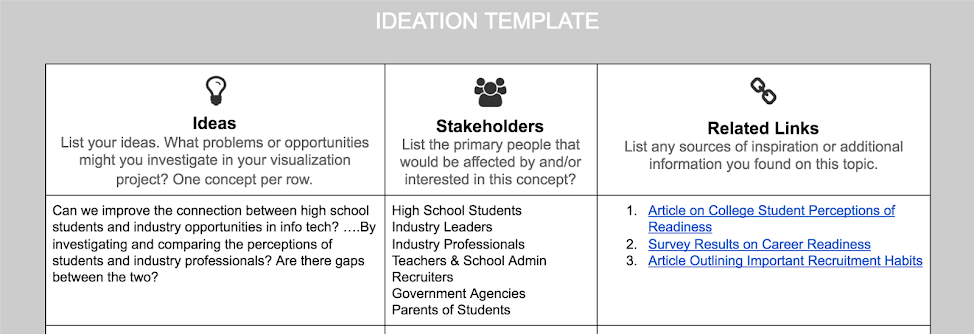 IDEATION TEMPLATE
Ideas
List your ideas. What problems or opportunities
might you investigate in your visualization
project? One concept per row.
Stakeholders
List the primary people that
would be affected by and/or
interested in this concept?
Related Links
List any sources of inspiration or additional
information you found on this topic.
Can we improve the connection between high school
students and industry opportunities in info tech? ....By
investigating and comparing the perceptions of
students and industry professionals? Are there gaps
between the two?
High School Students
Industry Leaders
Industry Professionals
Teachers & School Admin
Recruiters
Government Agencies
Parents of Students
1. Article on College Student Perceptions of
Readiness
2. Survey Results on Career Readiness
3. Article Outlining Important Recruitment Habits